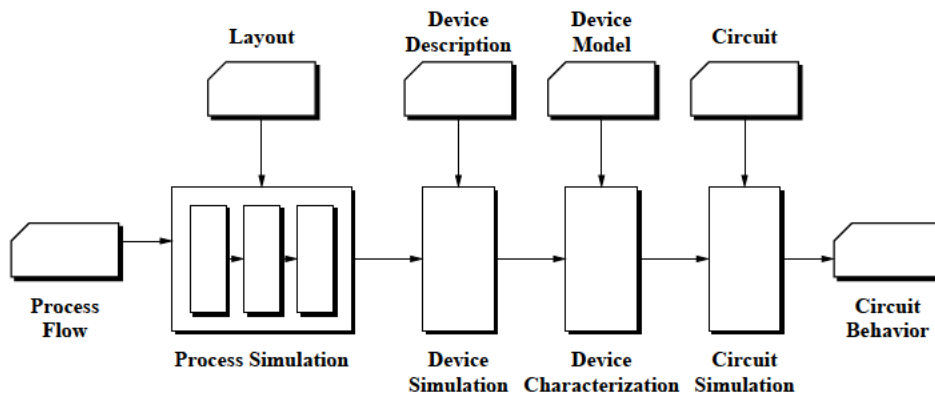 Layout
Device
Description
Device
Model
Circuit
Process
Flow
Process Simulation
Device
Simulation
Device
Characterization
Circuit
Simulation
Circuit
Behavior